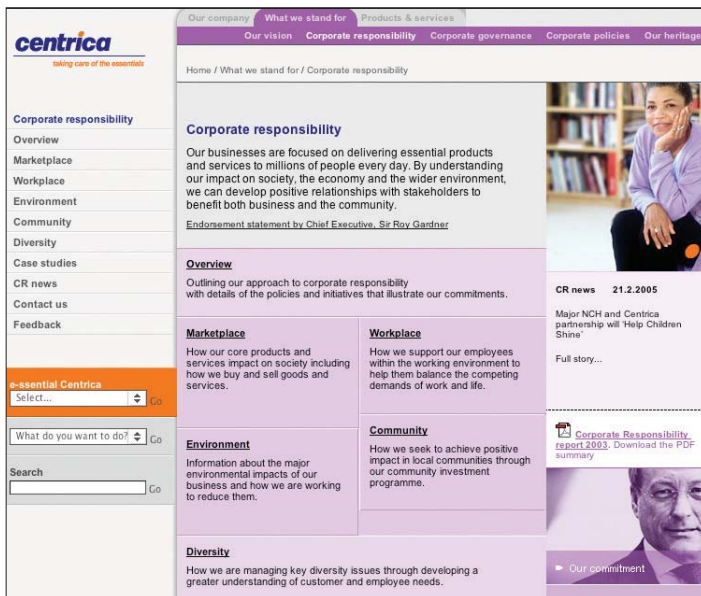 Our company What we stand for Products & services
Our vision Corporate responsibility Corporate governance Corporate policies Our heritage
centrica
taking care of the essentials
Home / What we stand for / Corporate responsibility
Corporate responsibility
Overview
Marketplace
Workplace
Environment
Community
Diversity
Case studies
CR news
Contact us
Feedback
e-ssential Centrica
Select... Go
What do you want to do? Go
Search
Go
Corporate responsibility
Our businesses are focused on delivering essential products
and services to millions of people every day. By understanding
our impact on society, the economy and the wider environment,
we can develop positive relationships with stakeholders to
benefit both business and the community.
Endorsement statement by Chief Executive, Sir Roy Gardner
Overview
Outlining our approach to corporate responsibility
with details of the policies and initiatives that illustrate our commitments.
Marketplace
How our core products and
services impact on society including
how we buy and sell goods and
services.
Workplace
How we support our employees
within the working environment to
help them balance the competing
demands of work and life.
Environment
Information about the major
environmental impacts of our
business and how we are working
to reduce them.
Community
How we seek to achieve positive
impact in local communities through
our community investment
programme.
Diversity
How we are managing key diversity issues through developing a
greater understanding of customer and employee needs.
CR news 21.2.2005
Major NCH and Centrica
partnership will 'Help Children
Shine'
Full story...
Corporate Responsibility
report 2003. Download the PDF
summary
Our commitment